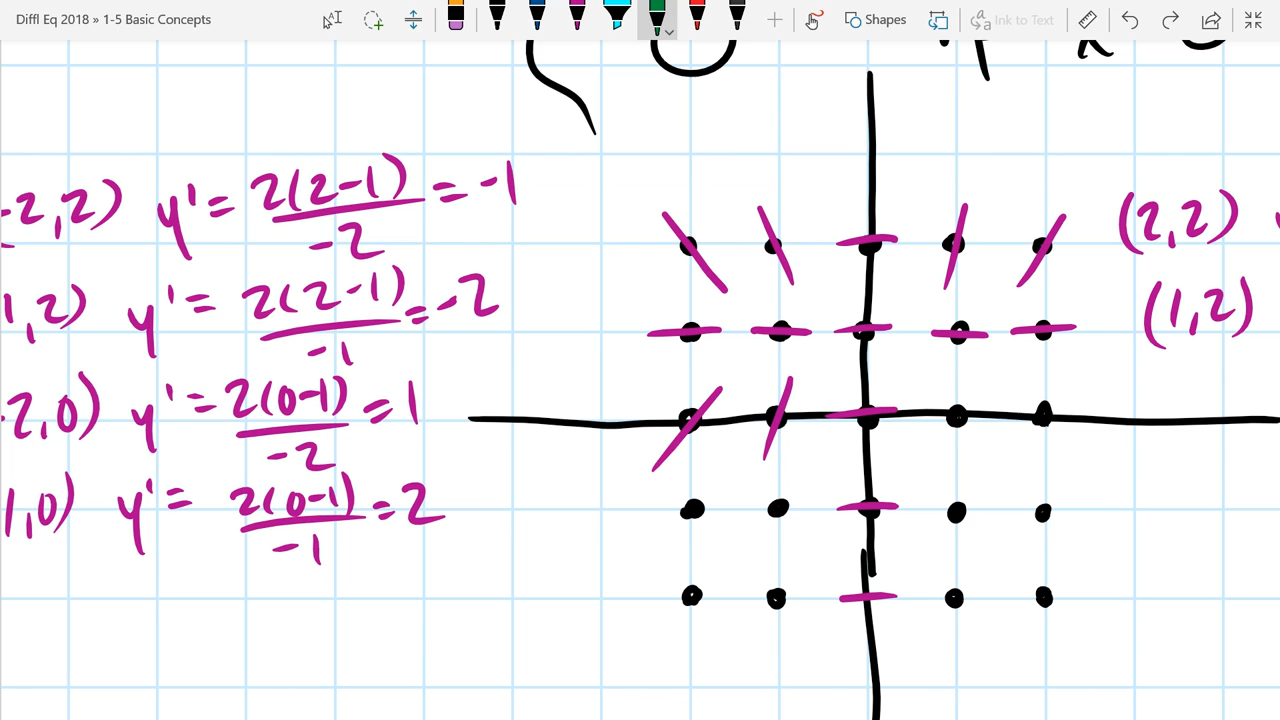 Diffl Eq 2018 » 1-5 Basic Concepts
Shapes
Ink to Text
-2,2) y' = 2(2-1)/-2 = -1
1,2) y' = 2(2-1)/-1 = -2
-2,0) y' = 2(0-1)/-2 = 1
1,0) y' = 2(0-1)/-1 = 2
(2,2)
(1,2)